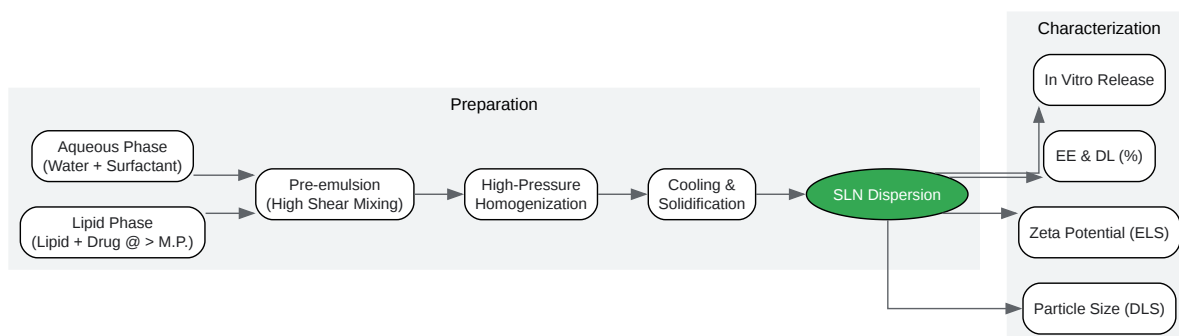 Characterization
In Vitro Release
Preparation
Aqueous Phase
(Water + Surfactant)
EE & DL (%)
Pre-emulsion
(High Shear Mixing)
High-Pressure
Homogenization
Cooling &
Solidification
SLN Dispersion
Lipid Phase
(Lipid + Drug @ > M.P.)
Zeta Potential (ELS)
Particle Size (DLS)